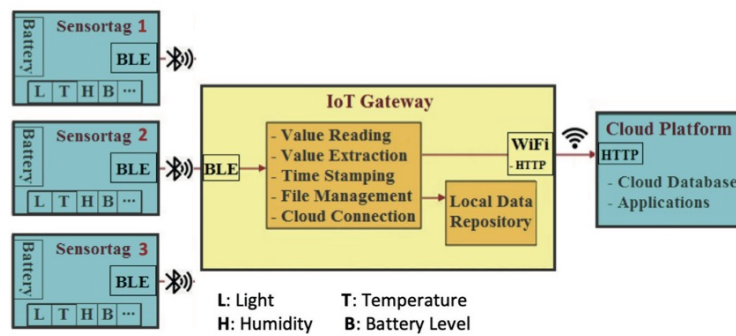 Sensortag 1
Battery
BLE
L T H B ...
Sensortag 2
Battery
BLE
L T H B ...
Sensortag 3
Battery
BLE
L T H B ...
IoT Gateway
BLE
- Value Reading
- Value Extraction
- Time Stamping
- File Management
- Cloud Connection
WiFi
- HTTP
Local Data
Repository
Cloud Platform
HTTP
- Cloud Database
- Applications
L: Light
T: Temperature
H: Humidity
B: Battery Level